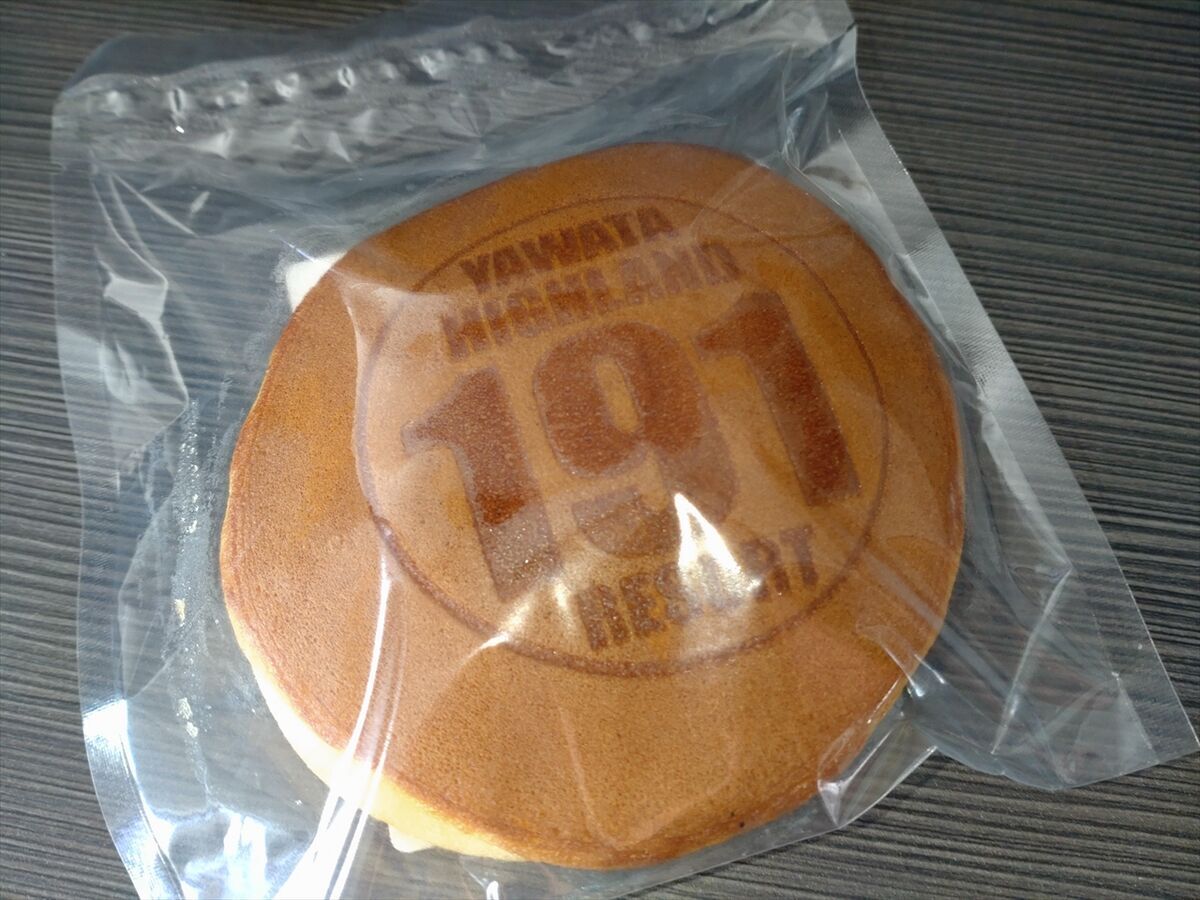 YAWATA
HIGHLAND
191
RESORT